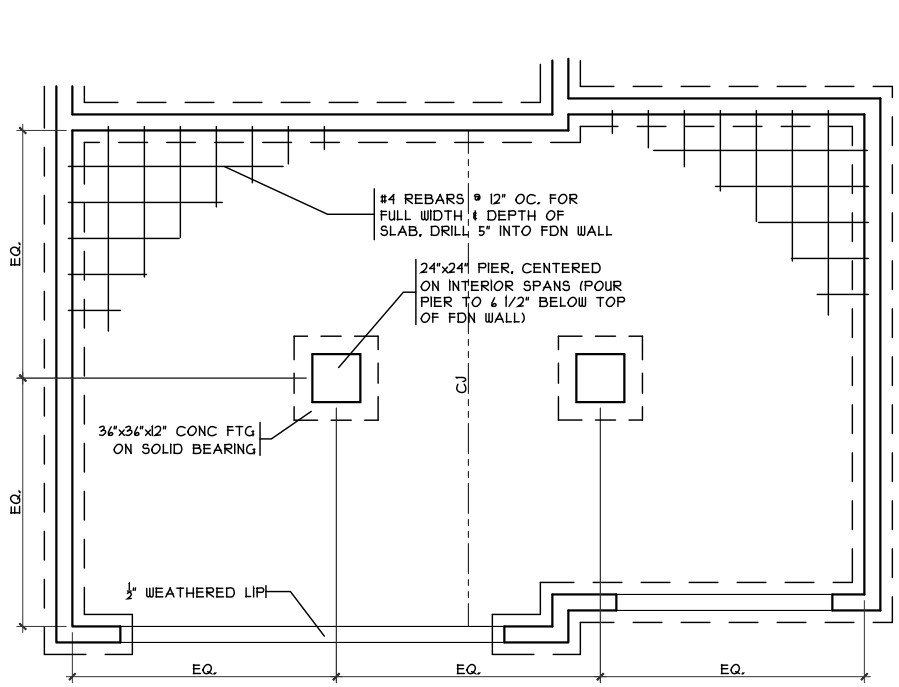 #4 REBARS @ 12" OC. FOR
FULL WIDTH & DEPTH OF
SLAB, DRILL 5" INTO FDN WALL
EQ.
24"x24" PIER, CENTERED
ON INTERIOR SPANS (POUR
PIER TO 6 1/2" BELOW TOP
OF FDN WALL)
CJ
36"x36"x12" CONC FTG
ON SOLID BEARING
EQ.
1/2" WEATHERED LIP
EQ.
EQ.
EQ.